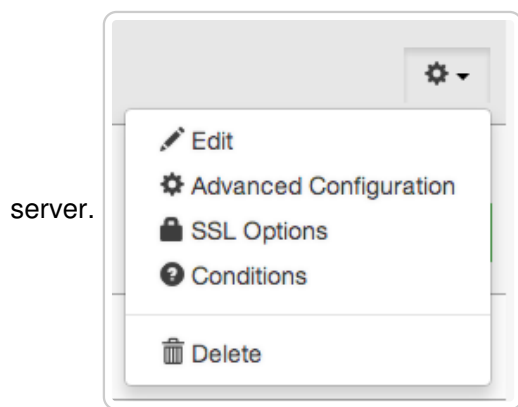 Edit
Advanced Configuration
server.
SSL Options
Conditions
Delete